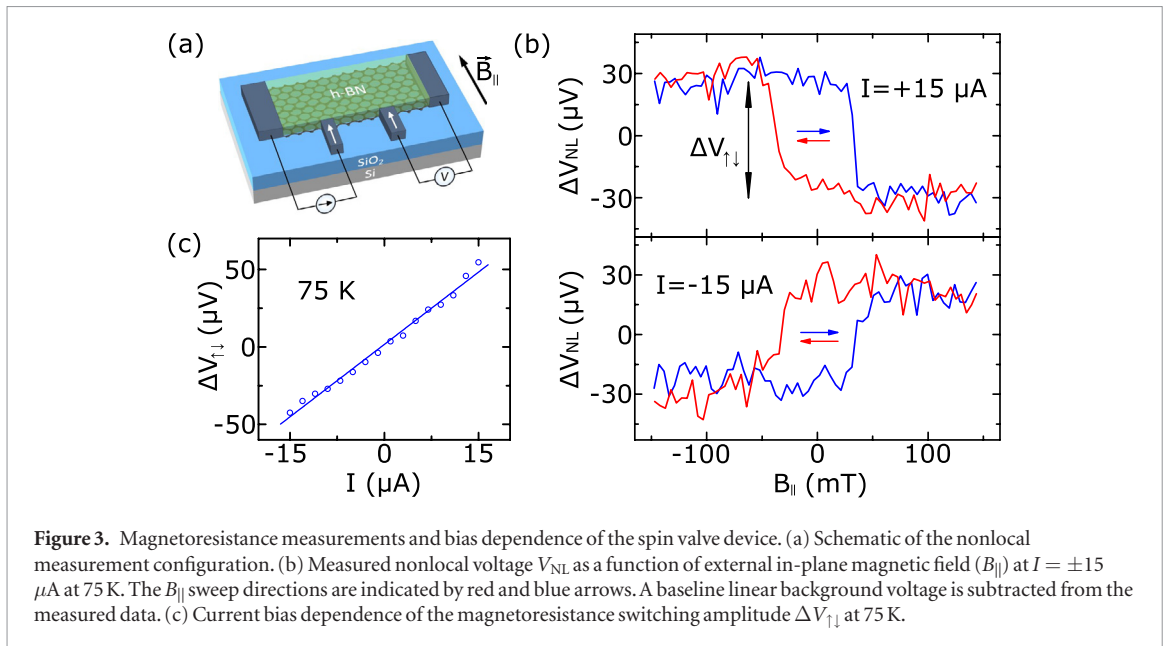 (a)
B∥
h-BN
SiO₂
Si
V
(b)
30
0
-30
ΔV_NL (μV)
I=+15 μA
ΔV↑↓
30
0
-30
ΔV_NL (μV)
I=-15 μA
-100 0 100
B∥ (mT)
(c)
50
0
-50
ΔV↑↓ (μV)
75 K
-15 0 15
I (μA)
Figure 3. Magnetoresistance measurements and bias dependence of the spin valve device. (a) Schematic of the nonlocal
measurement configuration. (b) Measured nonlocal voltage V_NL as a function of external in-plane magnetic field (B∥) at I = ±15
μA at 75 K. The B∥ sweep directions are indicated by red and blue arrows. A baseline linear background voltage is subtracted from the
measured data. (c) Current bias dependence of the magnetoresistance switching amplitude ΔV↑↓ at 75 K.